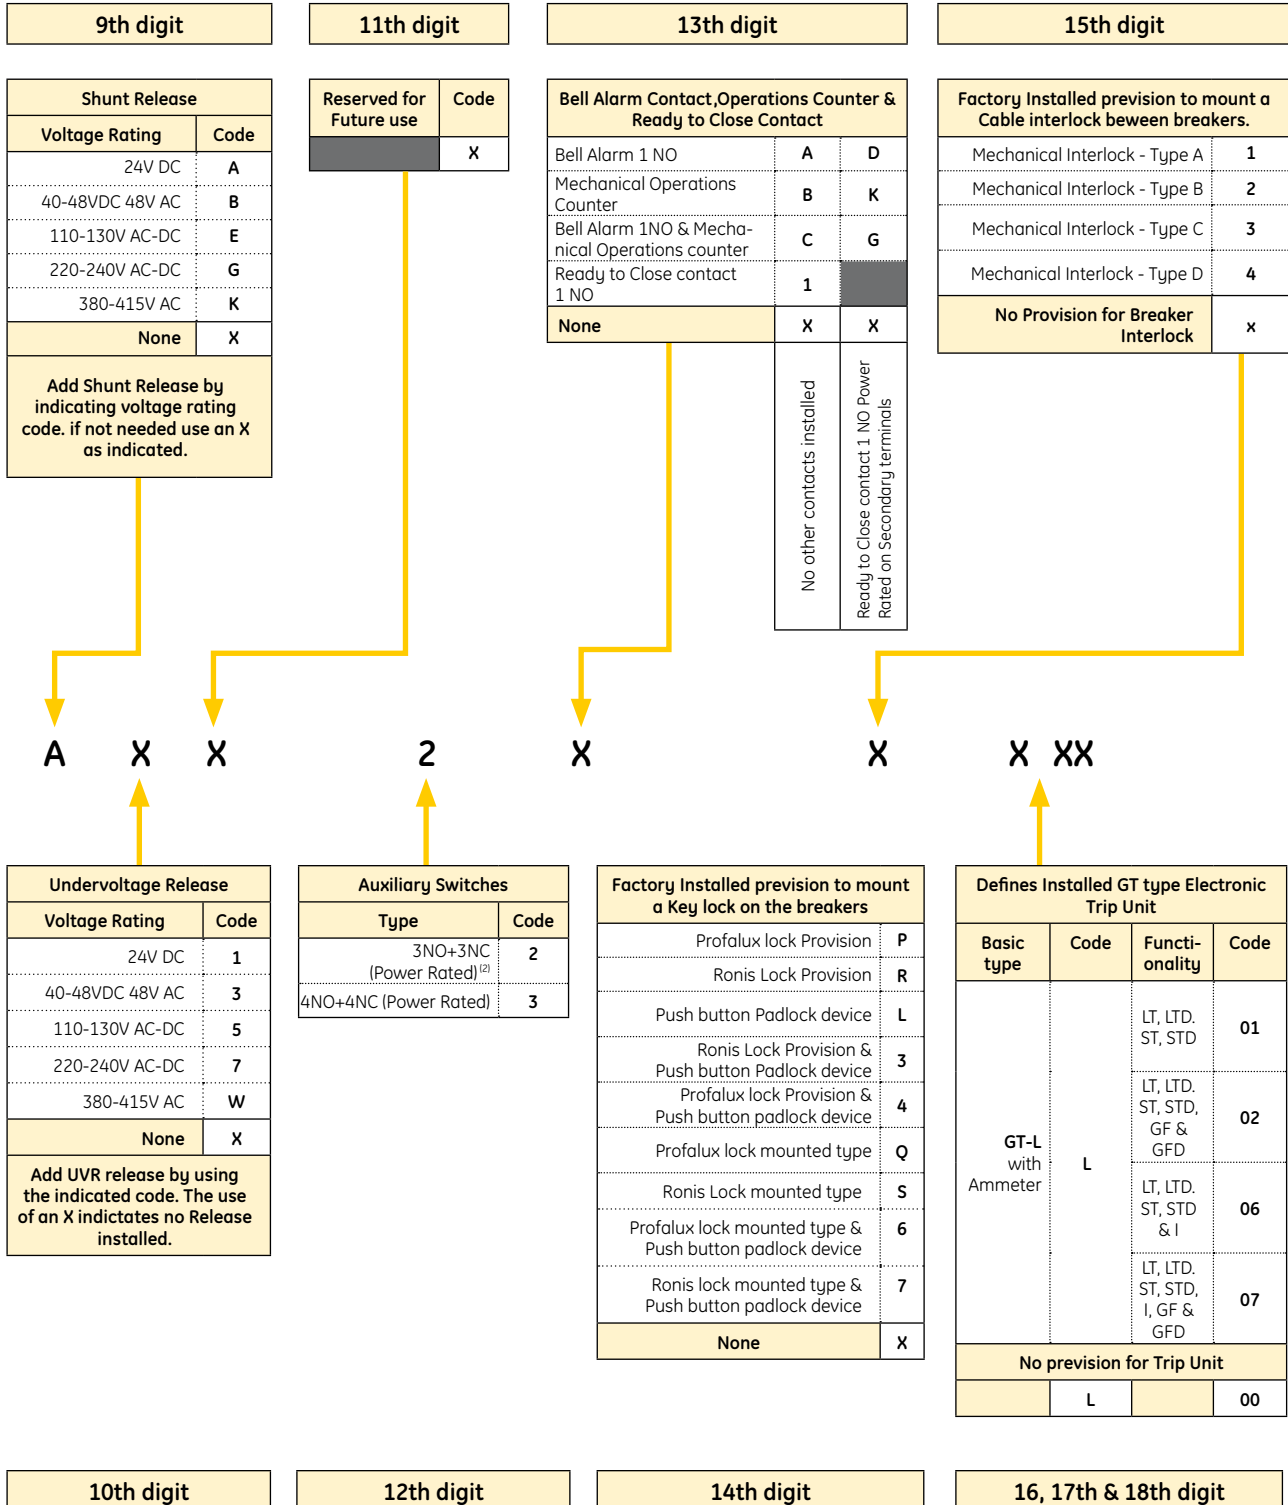 9th digit
11th digit
13th digit
15th digit
Shunt Release
Voltage Rating Code
24V DC A
40-48VDC 48V AC B
110-130V AC-DC E
220-240V AC-DC G
380-415V AC K
None X
Add Shunt Release by
indicating voltage rating
code. if not needed use an X
as indicated.
Reserved for
Future use
Code
X
Bell Alarm Contact,Operations Counter &
Ready to Close Contact
Bell Alarm 1 NO A D
Mechanical Operations
Counter B K
Bell Alarm 1NO & Mecha-
nical Operations counter C G
Ready to Close contact
1 NO 1
None X X
No other contacts installed
Ready to Close contact 1 NO Power
Rated on Secondary terminals
Factory Installed prevision to mount a
Cable interlock beween breakers.
Mechanical Interlock - Type A 1
Mechanical Interlock - Type B 2
Mechanical Interlock - Type C 3
Mechanical Interlock - Type D 4
No Provision for Breaker
Interlock x
A X X 2 X X X XX
Undervoltage Release
Voltage Rating Code
24V DC 1
40-48VDC 48V AC 3
110-130V AC-DC 5
220-240V AC-DC 7
380-415V AC W
None X
Add UVR release by using
the indicated code. The use
of an X indictates no Release
installed.
Auxiliary Switches
Type Code
3NO+3NC 2
(Power Rated)(2)
4NO+4NC (Power Rated) 3
Factory Installed prevision to mount
a Key lock on the breakers
Profalux lock Provision P
Ronis Lock Provision R
Push button Padlock device L
Ronis Lock Provision &
Push button Padlock device 3
Profalux lock Provision &
Push button padlock device 4
Profalux lock mounted type Q
Ronis Lock mounted type S
Profalux lock mounted type & 6
Push button padlock device
Ronis lock mounted type & 7
Push button padlock device
None X
Defines Installed GT type Electronic
Trip Unit
Basic
type
Code
Functi-
onality
Code
GT-L
with
Ammeter
L
LT, LTD.
ST, STD
01
LT, LTD.
ST, STD,
GF &
GFD
02
LT, LTD.
ST, STD
& I
06
LT, LTD.
ST, STD,
I, GF &
GFD
07
No prevision for Trip Unit
L 00
10th digit
12th digit
14th digit
16, 17th & 18th digit